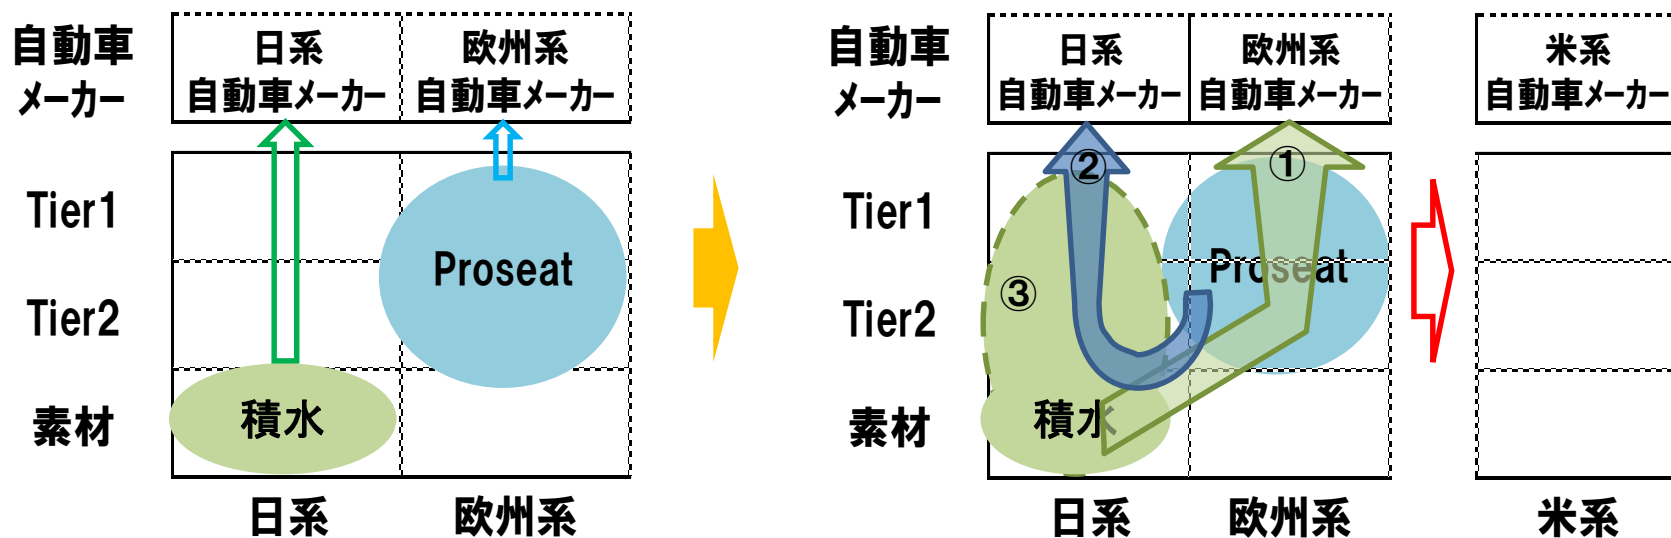 自動車
メーカー
日系
自動車メーカー
欧州系
自動車メーカー
Tier1
Tier2
素材
Proseat
積水
日系
欧州系
自動車
メーカー
日系
自動車メーカー
欧州系
自動車メーカー
Tier1
Tier2
素材
②
①
③
Proseat
積水
日系
欧州系
米系
自動車メーカー
米系